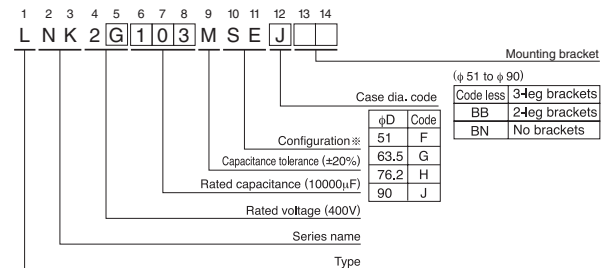 1 2 3 4 5 6 7 8 9 10 11 12 13 14
L N K 2 G 1 0 3 M S E J
Mounting bracket
(φ 51 to φ 90)
Code less 3-leg brackets
BB 2-leg brackets
BN No brackets
Case dia. code
φD Code
51 F
63.5 G
76.2 H
90 J
Configuration※
Capacitance tolerance (±20%)
Rated capacitance (10000μF)
Rated voltage (400V)
Series name
Type